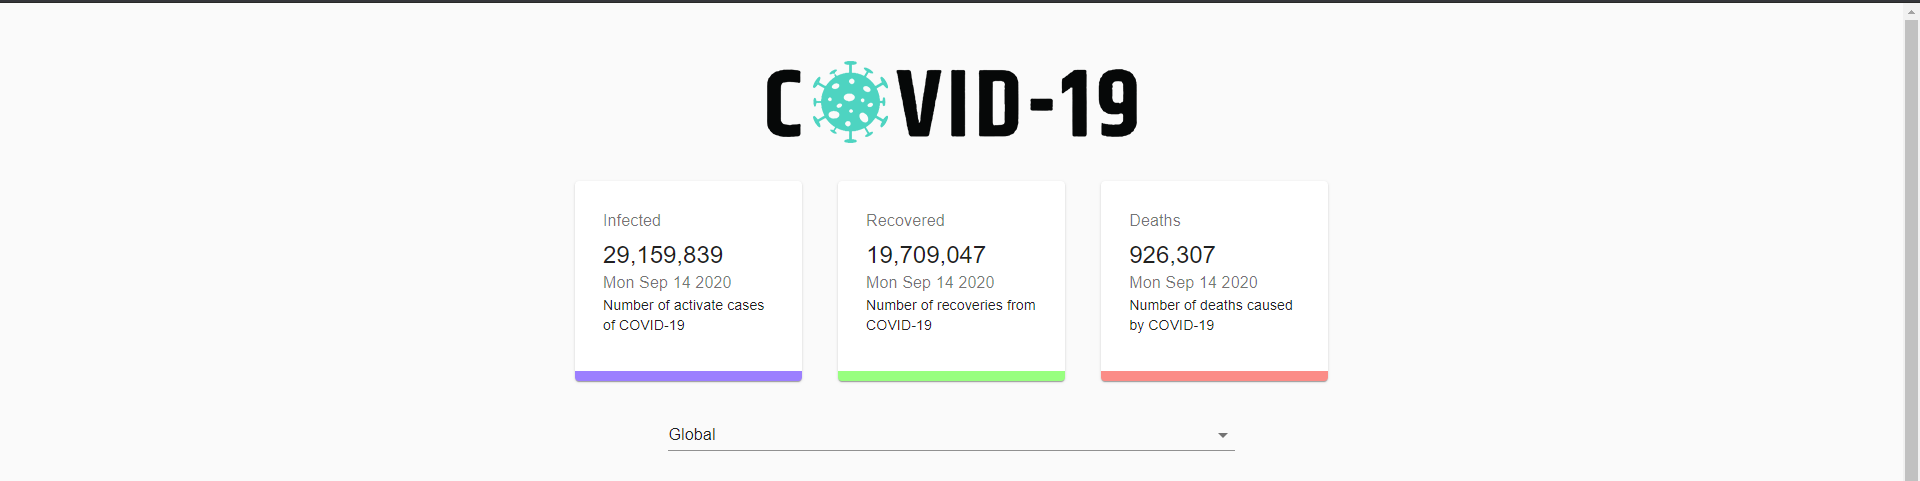 COVID-19
Infected
29,159,839
Mon Sep 14 2020
Number of activate cases
of COVID-19
Recovered
19,709,047
Mon Sep 14 2020
Number of recoveries from
COVID-19
Deaths
926,307
Mon Sep 14 2020
Number of deaths caused
by COVID-19
Global